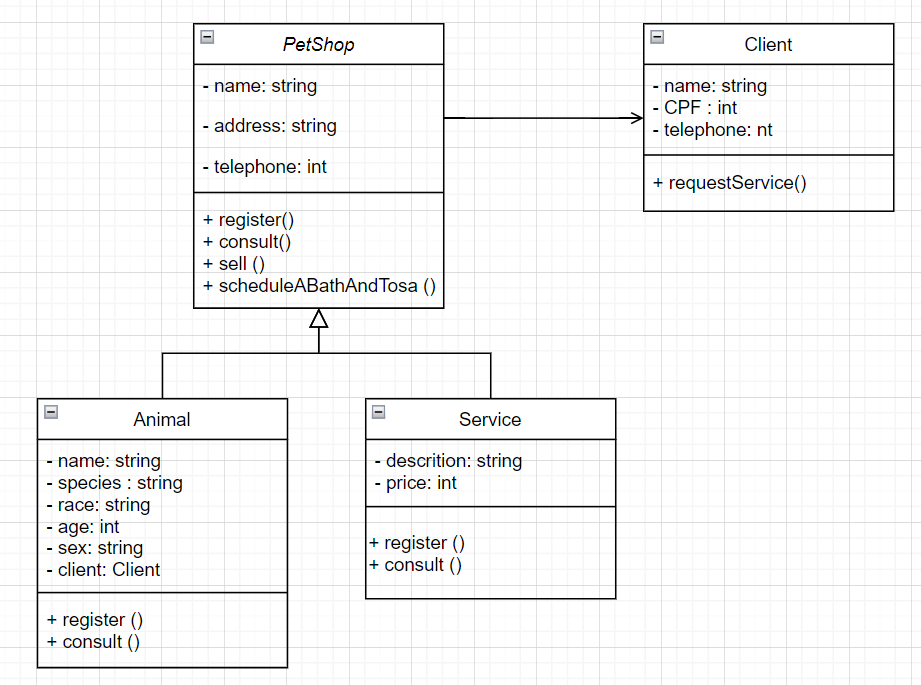 PetShop
- name: string
- address: string
- telephone: int
+ register()
+ consult()
+ sell ()
+ scheduleABathAndTosa ()
Client
- name: string
- CPF : int
- telephone: nt
+ requestService()
Animal
- name: string
- species : string
- race: string
- age: int
- sex: string
- client: Client
+ register ()
+ consult ()
Service
- descrition: string
- price: int
+ register ()
+ consult ()